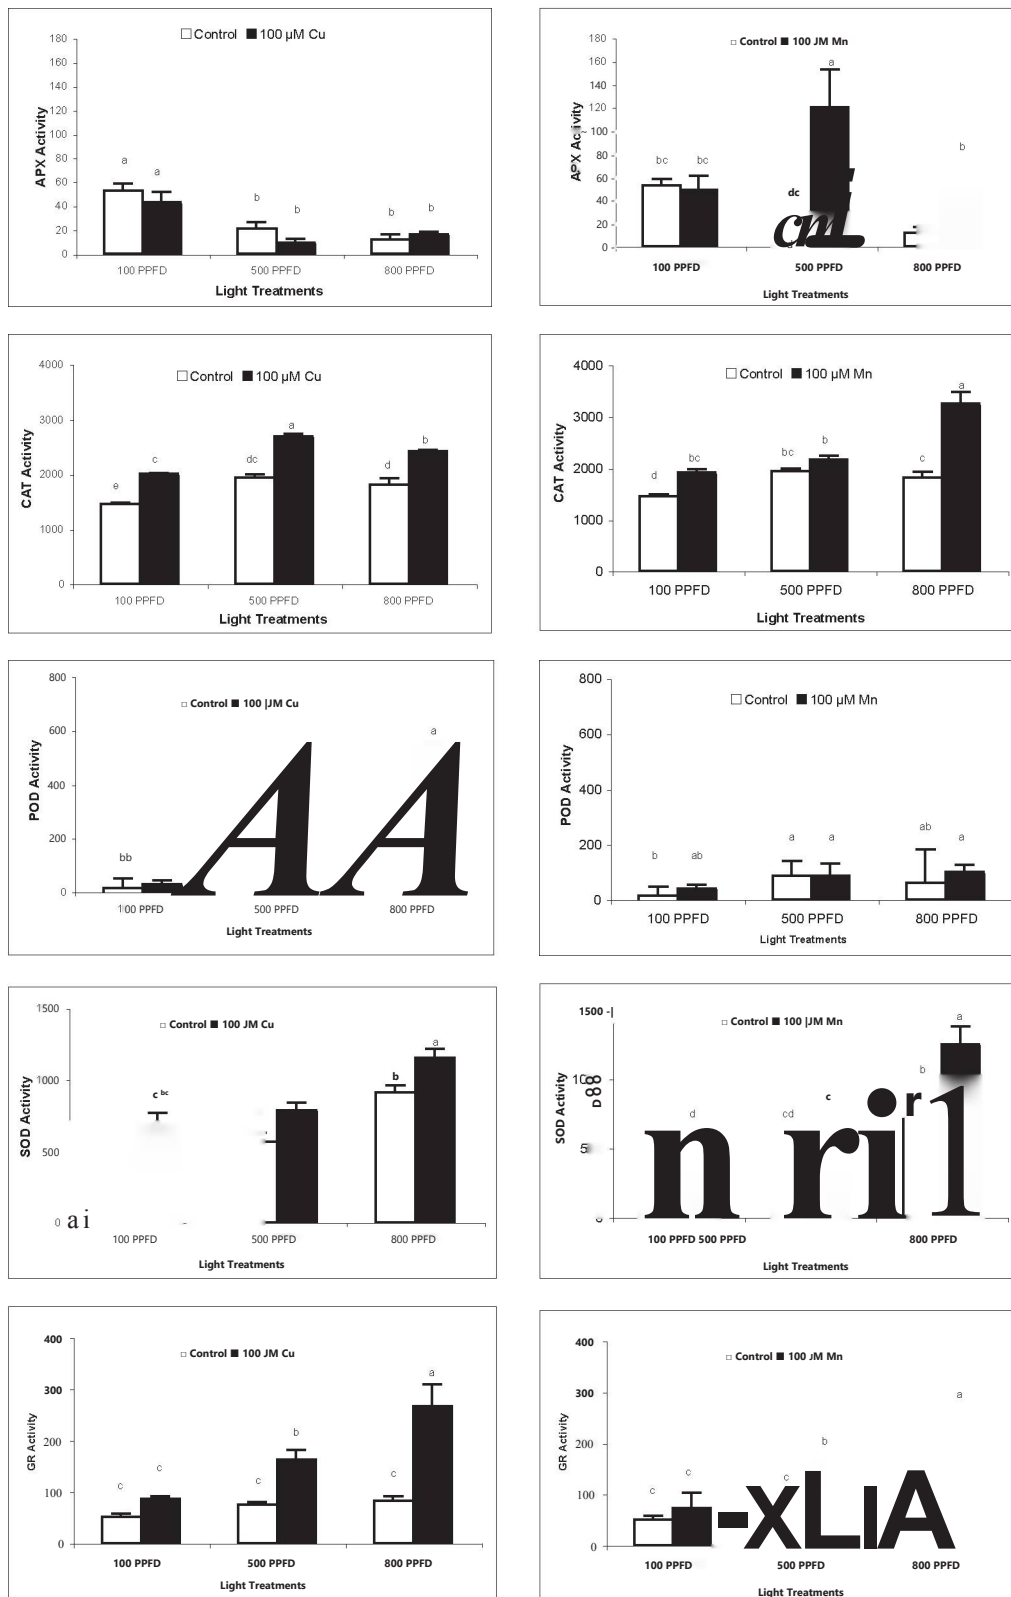 Control 100 µM Cu
180
160
140
120
100
80
60
40
20
0
APX Activity
a a
b b
b b
100 PPFD 500 PPFD 800 PPFD
Light Treatments
Control 100 JM Mn
180
160
140
120
100
80
60
40
20
0
a
b
bc bc
dc
100 PPFD 500 PPFD 800 PPFD
Light Treatments
Control 100 µM Cu
4000
3000
2000
1000
0
CAT Activity
e c
dc a
d b
100 PPFD 500 PPFD 800 PPFD
Light Treatments
Control 100 µM Mn
4000
3000
2000
1000
0
CAT Activity
d bc
bc b
c a
100 PPFD 500 PPFD 800 PPFD
Light Treatments
Control 100 |JM Cu
800
600
400
200
0
POD Activity
bb
a
A A
100 PPFD 500 PPFD 800 PPFD
Light Treatments
Control 100 µM Mn
800
600
400
200
0
POD Activity
b ab
a a
ab a
100 PPFD 500 PPFD 800 PPFD
Light Treatments
Control 100 JM Cu
1500
1000
500
0
SOD Activity
c bc
b a
a i
100 PPFD 500 PPFD 800 PPFD
Light Treatments
Control 100 |JM Mn
1500 -|
SOD Activity
d
cd c
b a
n r i r l
100 PPFD 500 PPFD 800 PPFD
Light Treatments
Control 100 JM Cu
400
300
200
100
0
GR Activity
c c
c b
c a
100 PPFD 500 PPFD 800 PPFD
Light Treatments
Control 100 JM Mn
400
300
200
100
0
GR Activity
c c
c b
a
-xLIA
100 PPFD 500 PPFD 800 PPFD
Light Treatments